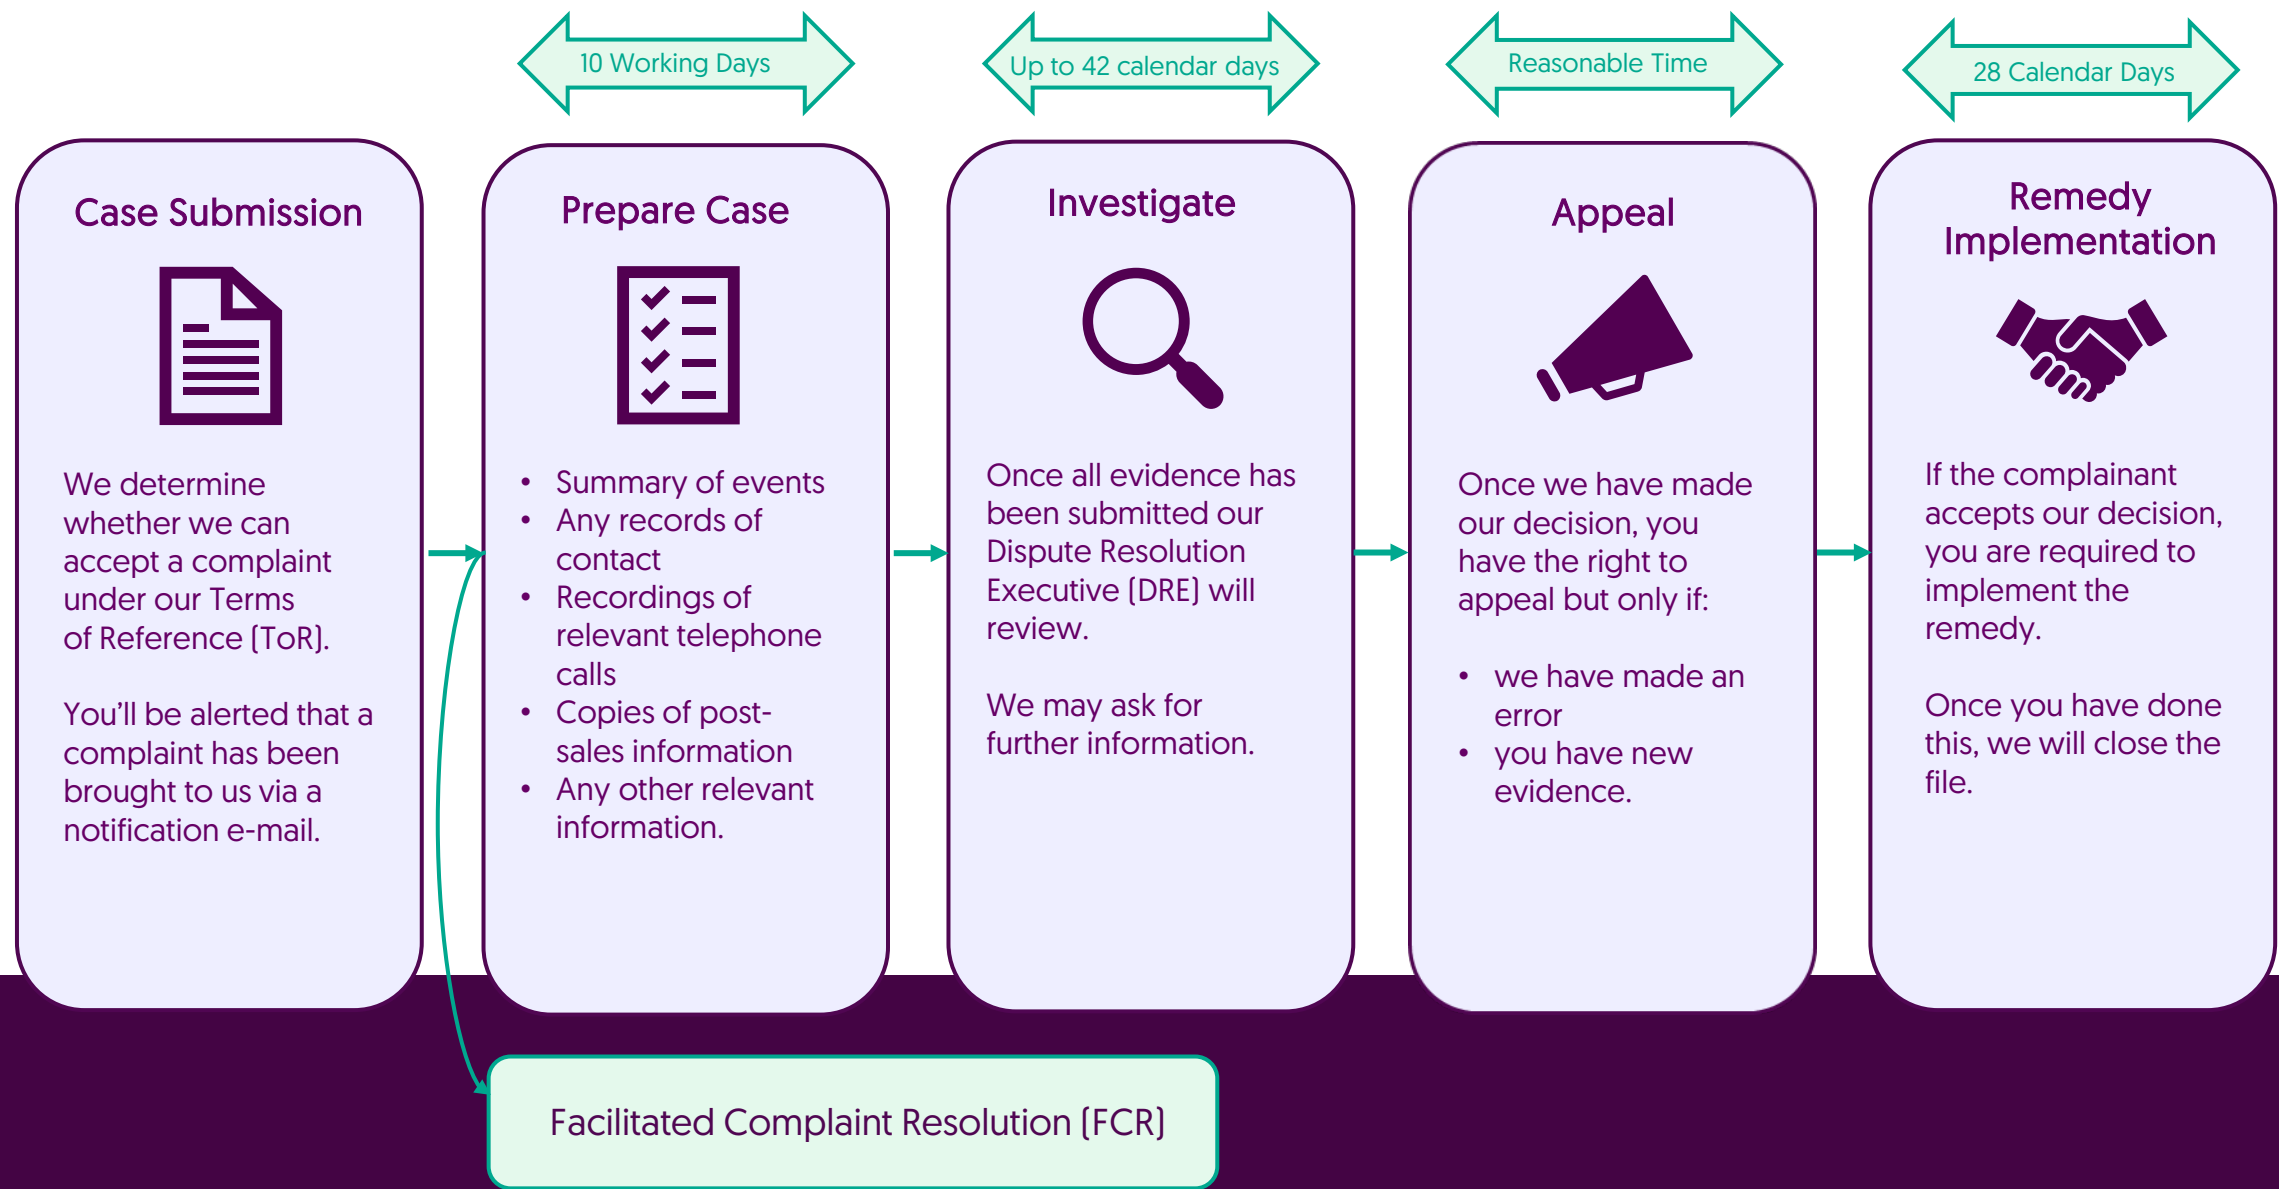 10 Working Days
Up to 42 calendar days
Reasonable Time
28 Calendar Days
Case Submission
We determine
whether we can
accept a complaint
under our Terms
of Reference (ToR).
You'll be alerted that a
complaint has been
brought to us via a
notification e-mail.
Prepare Case
• Summary of events
• Any records of
contact
• Recordings of
relevant telephone
calls
• Copies of post-
sales information
• Any other relevant
information.
Investigate
Once all evidence has
been submitted our
Dispute Resolution
Executive (DRE) will
review.
We may ask for
further information.
Appeal
Once we have made
our decision, you
have the right to
appeal but only if:
• we have made an
error
• you have new
evidence.
Remedy
Implementation
If the complainant
accepts our decision,
you are required to
implement the
remedy.
Once you have done
this, we will close the
file.
Facilitated Complaint Resolution (FCR)